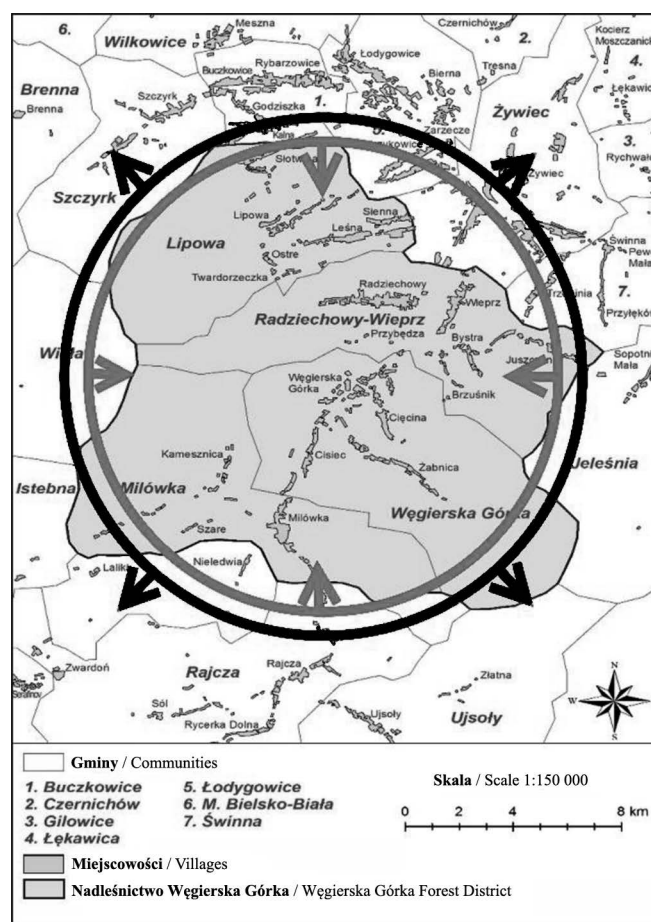 6.
Meszna
Wilkowice
Czernichów
2.
Kocierz
Moszczanicki
Łodygowice
Rybarzowice
Buczkowice
Bierna
Tresna
4.
Brenna
Szczyrk
Łękawica
Brenna
Godziszka
1.
Żywiec
Zarzecze
3.
Kalna
Rychwałd
Słotwina
Żywiec
Szczyrk
Sienna
Lipowa
Leśna
Lipowa
Świnna
Ostre
Pewel
Mała
Twardorzeczka
Radziechowy
7.
Wieprz
Radziechowy-Wieprz
Przyłęków
Przybędza
Bystra
Sopotnia
Mała
Węgierska
Górka
Brzuśnik
Cięcina
Kamesznica
Cisiec
Żabnica
Jeleśnia
Istebna
Milówka
Węgierska Górka
Milówka
Szare
Nieledwia
Zwardoń
Rajcza
Rajcza
Złatna
Sól
Rycerka Dolna
Ujsoły
Ujsoły
N
W
E
S
Gminy / Communities
1. Buczkowice
2. Czernichów
3. Gilowice
4. Łękawica
5. Łodygowice
6. M. Bielsko-Biała
7. Świnna
Skala / Scale 1:150 000
0 2 4 8 km
Miejscowości / Villages
Nadleśnictwo Węgierska Górka / Węgierska Górka Forest District